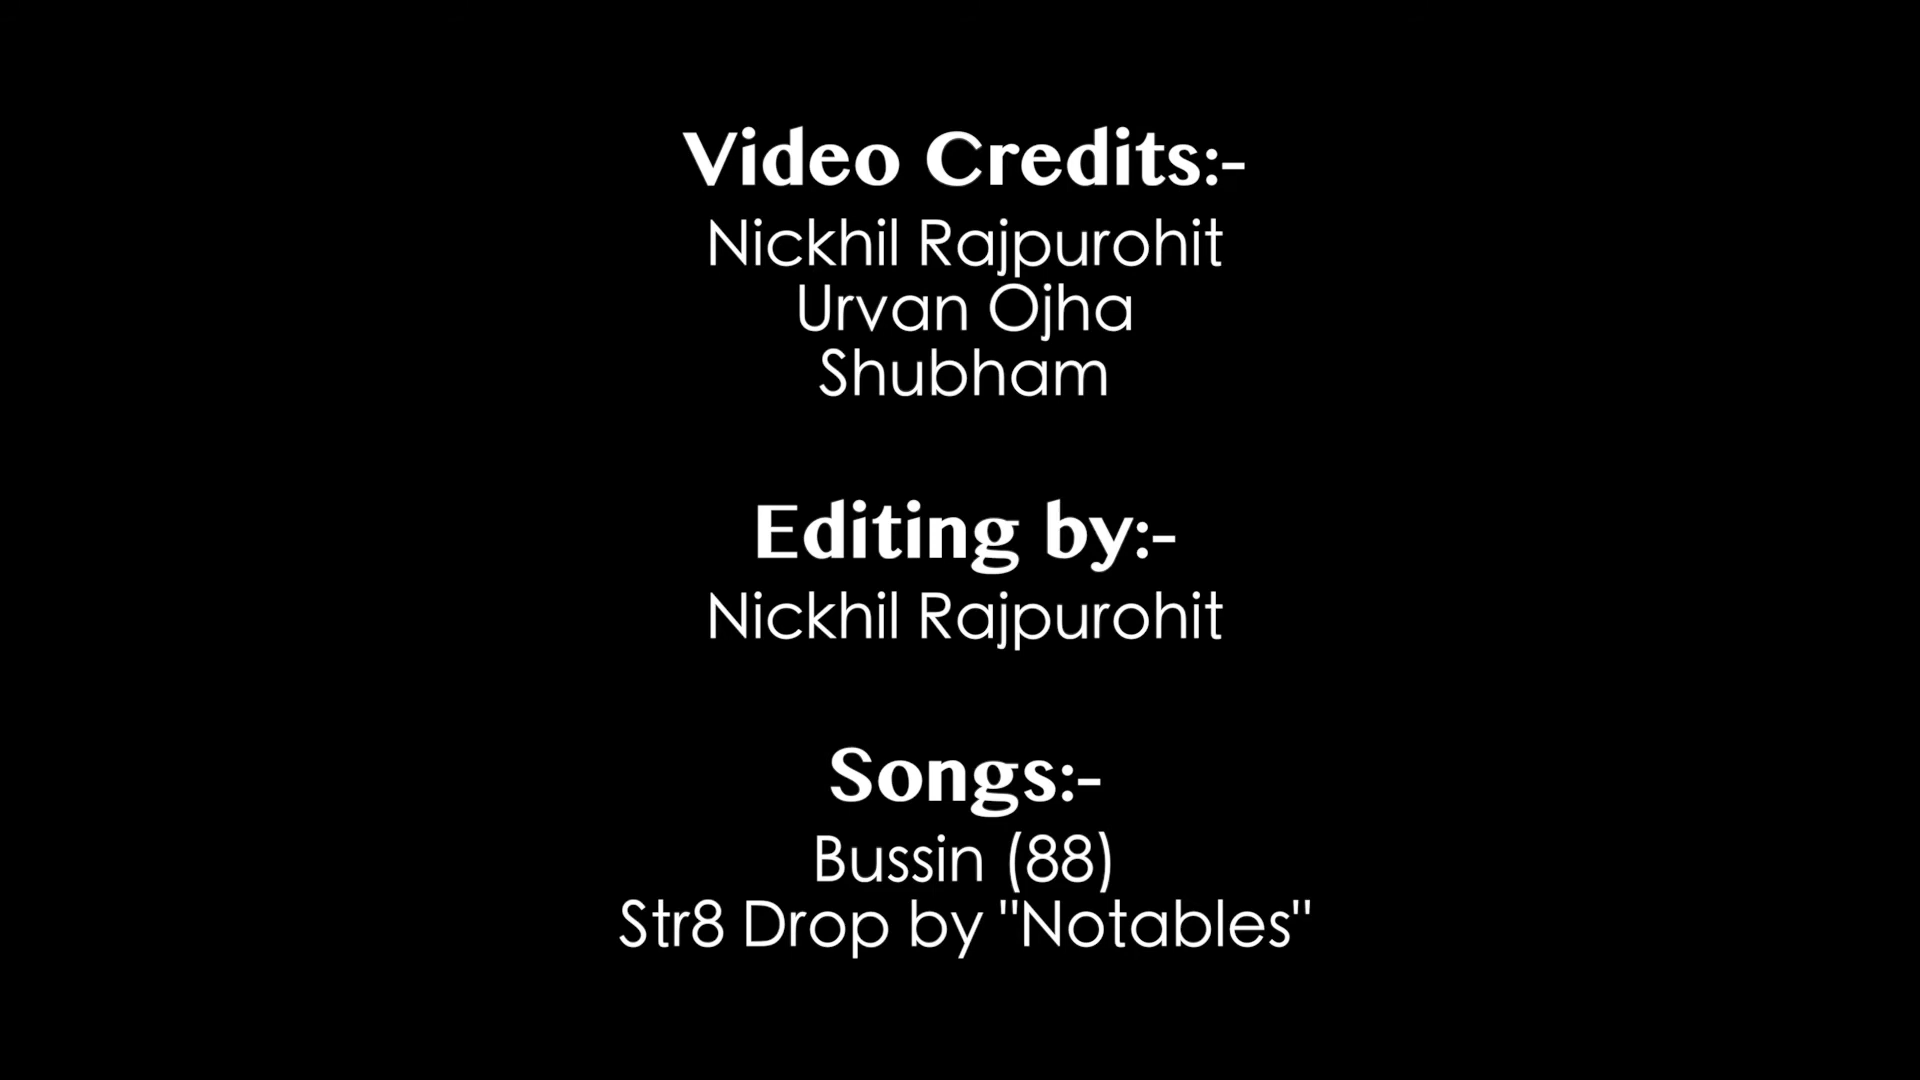 Video Credits:-
Nickhil Rajpurohit
Urvan Ojha
Shubham
Editing by:-
Nickhil Rajpurohit
Songs:-
Bussin (88)
Str8 Drop by "Notables"